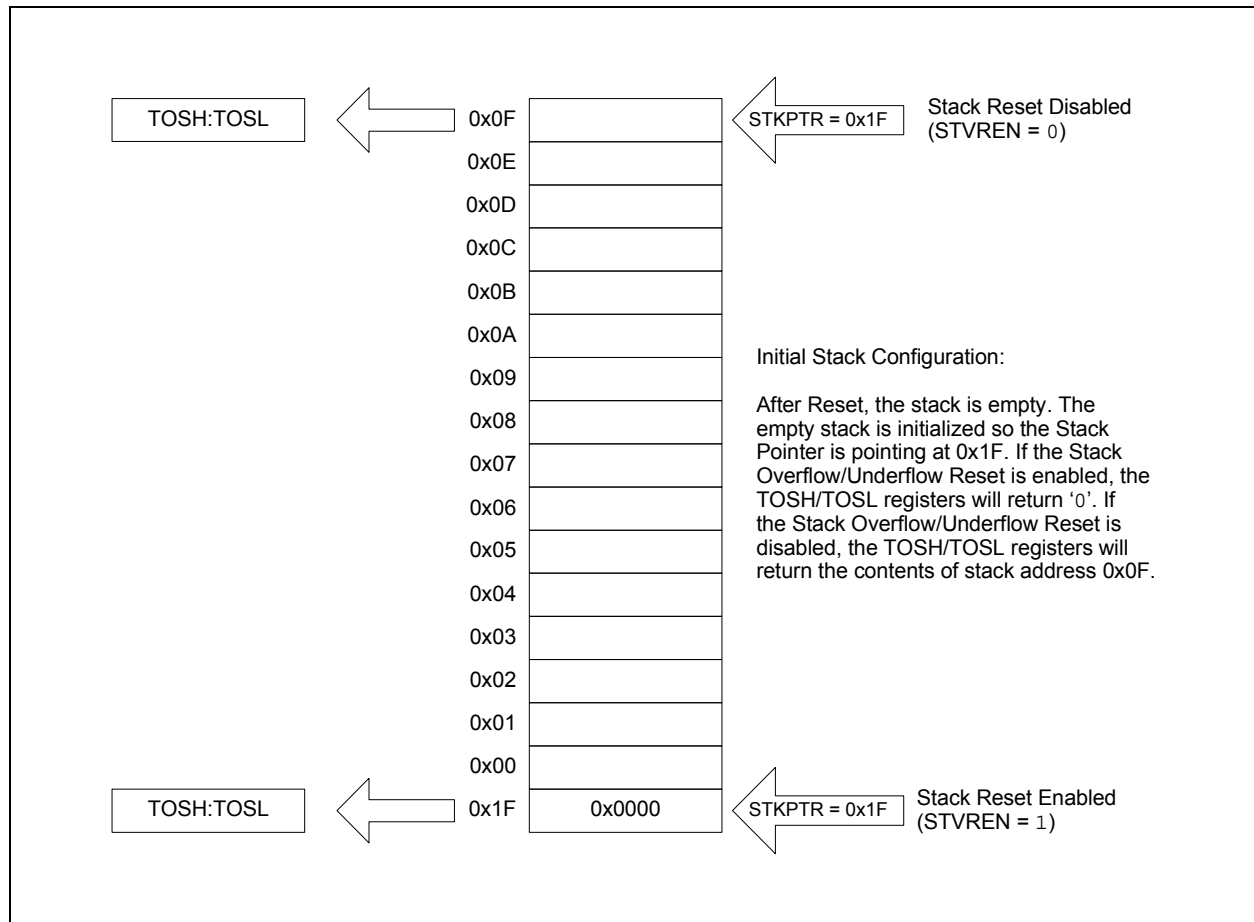 TOSH:TOSL
0x0F
STKPTR = 0x1F
Stack Reset Disabled
(STVREN = 0)
0x0E
0x0D
0x0C
0x0B
0x0A
0x09
0x08
0x07
0x06
0x05
0x04
0x03
0x02
0x01
0x00
Initial Stack Configuration:
After Reset, the stack is empty. The
empty stack is initialized so the Stack
Pointer is pointing at 0x1F. If the Stack
Overflow/Underflow Reset is enabled, the
TOSH/TOSL registers will return ‘0’. If
the Stack Overflow/Underflow Reset is
disabled, the TOSH/TOSL registers will
return the contents of stack address 0x0F.
TOSH:TOSL
0x1F
0x0000
STKPTR = 0x1F
Stack Reset Enabled
(STVREN = 1)